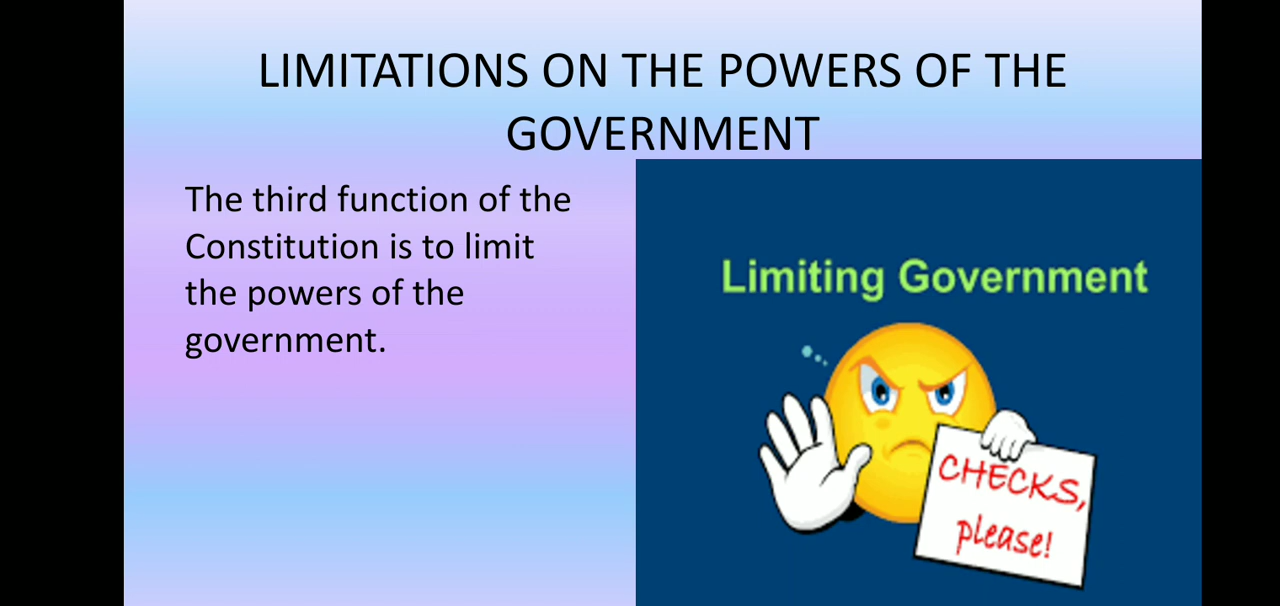 LIMITATIONS ON THE POWERS OF THE
GOVERNMENT
The third function of the
Constitution is to limit
the powers of the
government.
Limiting Government
CHECKS,
please!